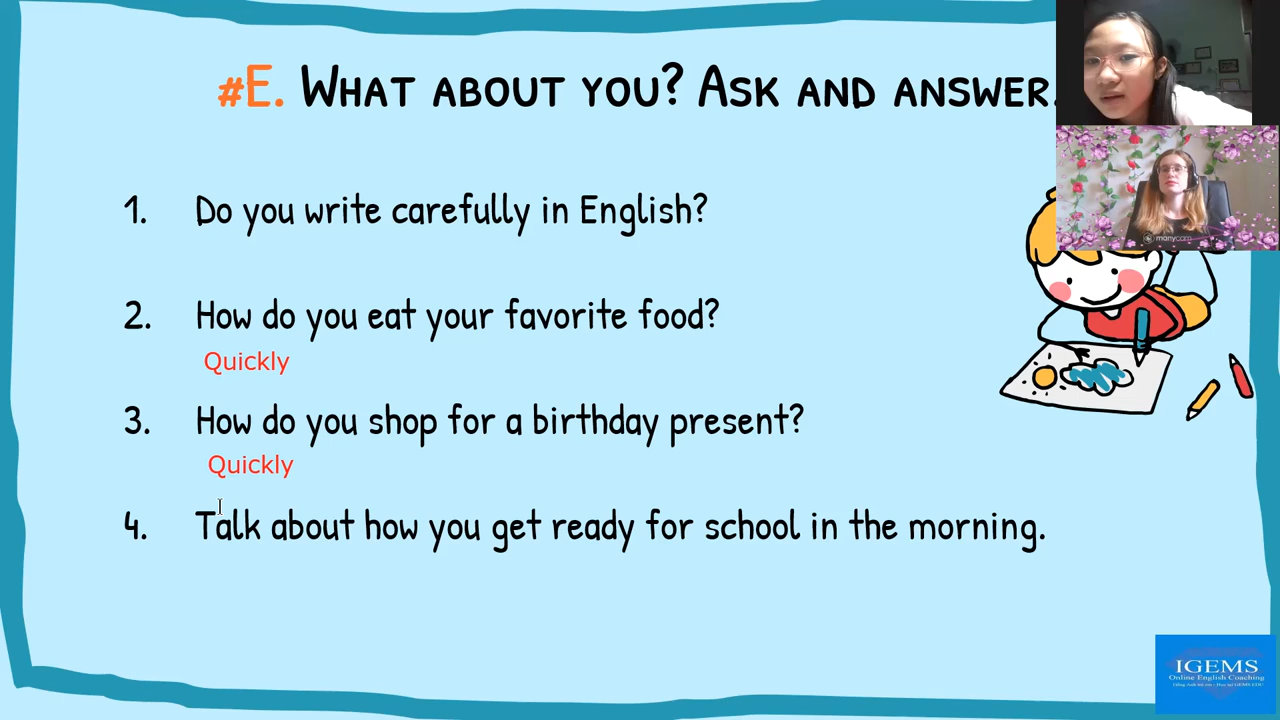 #E. WHAT ABOUT YOU? ASK AND ANSWER.
1. Do you write carefully in English?
2. How do you eat your favorite food?
Quickly
3. How do you shop for a birthday present?
Quickly
4. Talk about how you get ready for school in the morning.
manycam
IGEMS
Online English Coaching